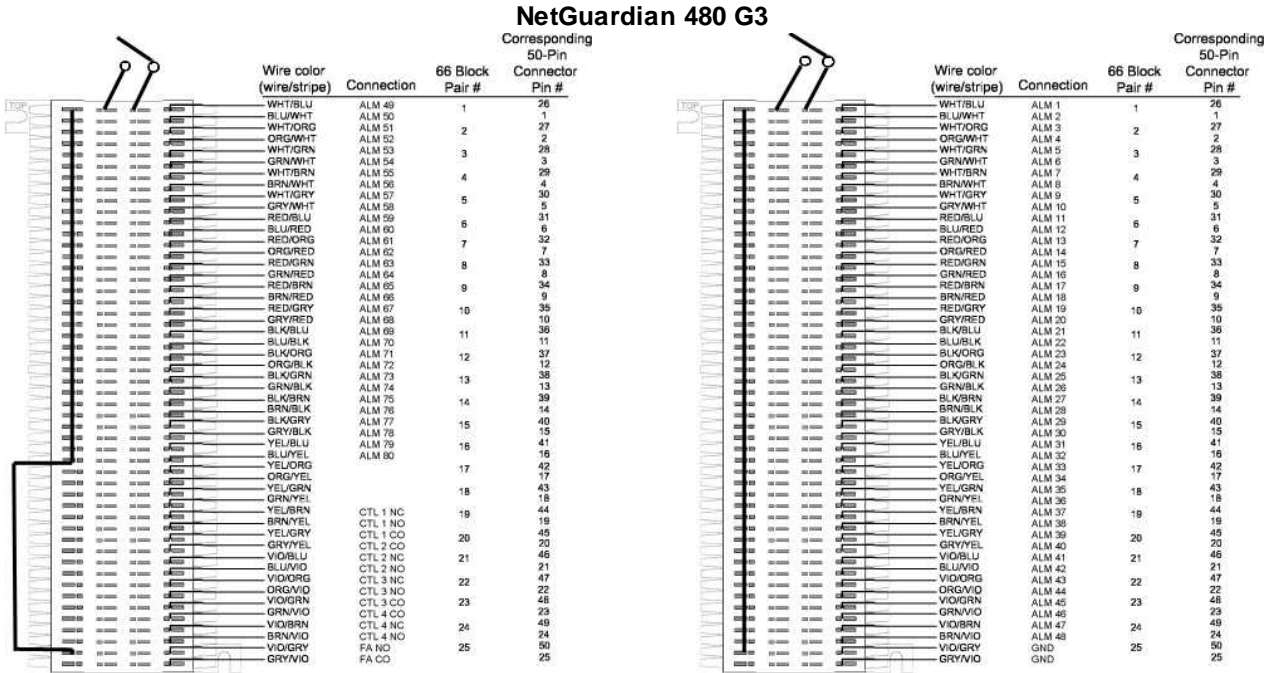 NetGuardian 480 G3
Corresponding
50-Pin
Wire color 66 Block Connector
(wire/stripe) Connection Pair # Pin #
TOP
WHT/BLU ALM 49 1 26
BLU/WHT ALM 50 1
WHT/ORG ALM 51 2 27
ORG/WHT ALM 52 2
WHT/GRN ALM 53 3 28
GRN/WHT ALM 54 3
WHT/BRN ALM 55 4 29
BRN/WHT ALM 56 4
WHT/GRY ALM 57 5 30
GRY/WHT ALM 58 5
RED/BLU ALM 59 6 31
BLU/RED ALM 60 6
RED/ORG ALM 61 7 32
ORG/RED ALM 62 7
RED/GRN ALM 63 8 33
GRN/RED ALM 64 8
RED/BRN ALM 65 9 34
BRN/RED ALM 66 9
RED/GRY ALM 67 10 35
GRY/RED ALM 68 10
BLK/BLU ALM 69 11 36
BLU/BLK ALM 70 11
BLK/ORG ALM 71 12 37
ORG/BLK ALM 72 12
BLK/GRN ALM 73 13 38
GRN/BLK ALM 74 13
BLK/BRN ALM 75 14 39
BRN/BLK ALM 76 14
BLK/GRY ALM 77 15 40
GRY/BLK ALM 78 15
YEL/BLU ALM 79 16 41
BLU/YEL ALM 80 16
YEL/ORG 17 42
ORG/YEL 17
YEL/GRN 18 43
GRN/YEL 18
YEL/BRN CTL 1 NC 19 44
BRN/YEL CTL 1 NO 19
YEL/GRY CTL 1 CO 20 45
GRY/YEL CTL 2 CO 20
VIO/BLU CTL 2 NC 21 46
BLU/VIO CTL 2 NO 21
VIO/ORG CTL 3 NC 22 47
ORG/VIO CTL 3 NO 22
VIO/GRN CTL 3 CO 23 48
GRN/VIO CTL 4 CO 23
VIO/BRN CTL 4 NC 24 49
BRN/VIO CTL 4 NO 24
VIO/GRY FA NO 25 50
GRY/VIO FA CO 25
Corresponding
50-Pin
Wire color 66 Block Connector
(wire/stripe) Connection Pair # Pin #
TOP
WHT/BLU ALM 1 1 26
BLU/WHT ALM 2 1
WHT/ORG ALM 3 2 27
ORG/WHT ALM 4 2
WHT/GRN ALM 5 3 28
GRN/WHT ALM 6 3
WHT/BRN ALM 7 4 29
BRN/WHT ALM 8 4
WHT/GRY ALM 9 5 30
GRY/WHT ALM 10 5
RED/BLU ALM 11 6 31
BLU/RED ALM 12 6
RED/ORG ALM 13 7 32
ORG/RED ALM 14 7
RED/GRN ALM 15 8 33
GRN/RED ALM 16 8
RED/BRN ALM 17 9 34
BRN/RED ALM 18 9
RED/GRY ALM 19 10 35
GRY/RED ALM 20 10
BLK/BLU ALM 21 11 36
BLU/BLK ALM 22 11
BLK/ORG ALM 23 12 37
ORG/BLK ALM 24 12
BLK/GRN ALM 25 13 38
GRN/BLK ALM 26 13
BLK/BRN ALM 27 14 39
BRN/BLK ALM 28 14
BLK/GRY ALM 29 15 40
GRY/BLK ALM 30 15
YEL/BLU ALM 31 16 41
BLU/YEL ALM 32 16
YEL/ORG ALM 33 17 42
ORG/YEL ALM 34 17
YEL/GRN ALM 35 18 43
GRN/YEL ALM 36 18
YEL/BRN ALM 37 19 44
BRN/YEL ALM 38 19
YEL/GRY ALM 39 20 45
GRY/YEL ALM 40 20
VIO/BLU ALM 41 21 46
BLU/VIO ALM 42 21
VIO/ORG ALM 43 22 47
ORG/VIO ALM 44 22
VIO/GRN ALM 45 23 48
GRN/VIO ALM 46 23
VIO/BRN ALM 47 24 49
BRN/VIO ALM 48 24
VIO/GRY GND 25 50
GRY/VIO GND 25